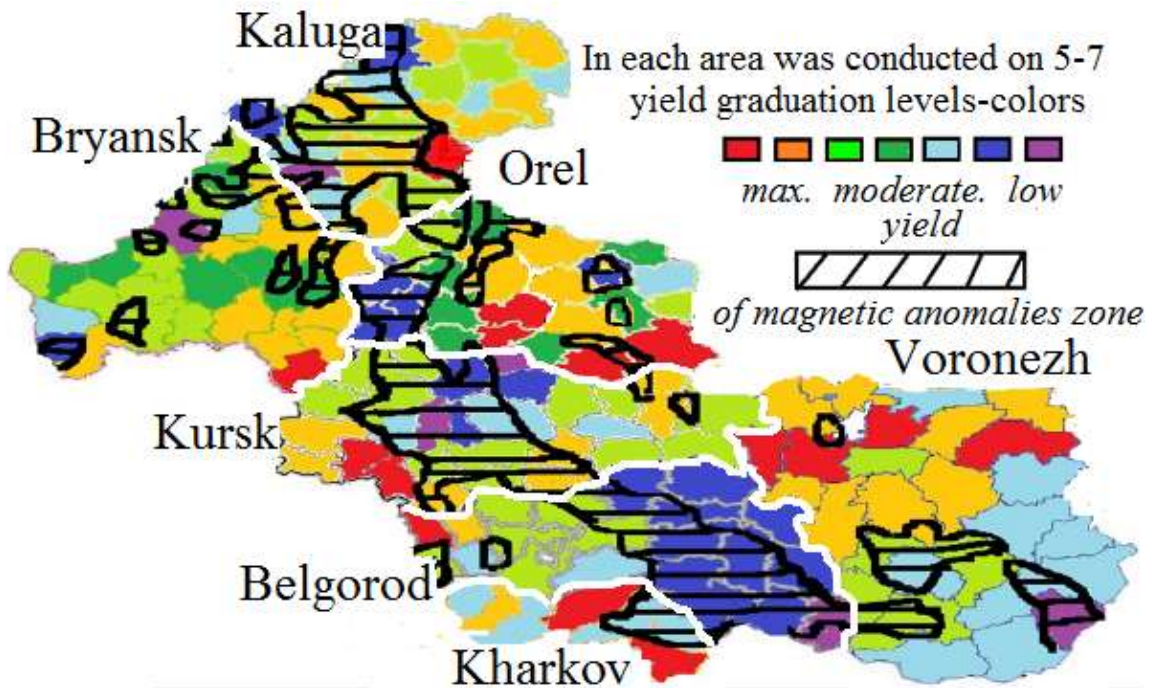 Kaluga
In each area was conducted on 5-7
yield graduation levels-colors
Bryansk
Orel
max. moderate. low
yield
of magnetic anomalies zone
Voronezh
Kursk
Belgorod
Kharkov